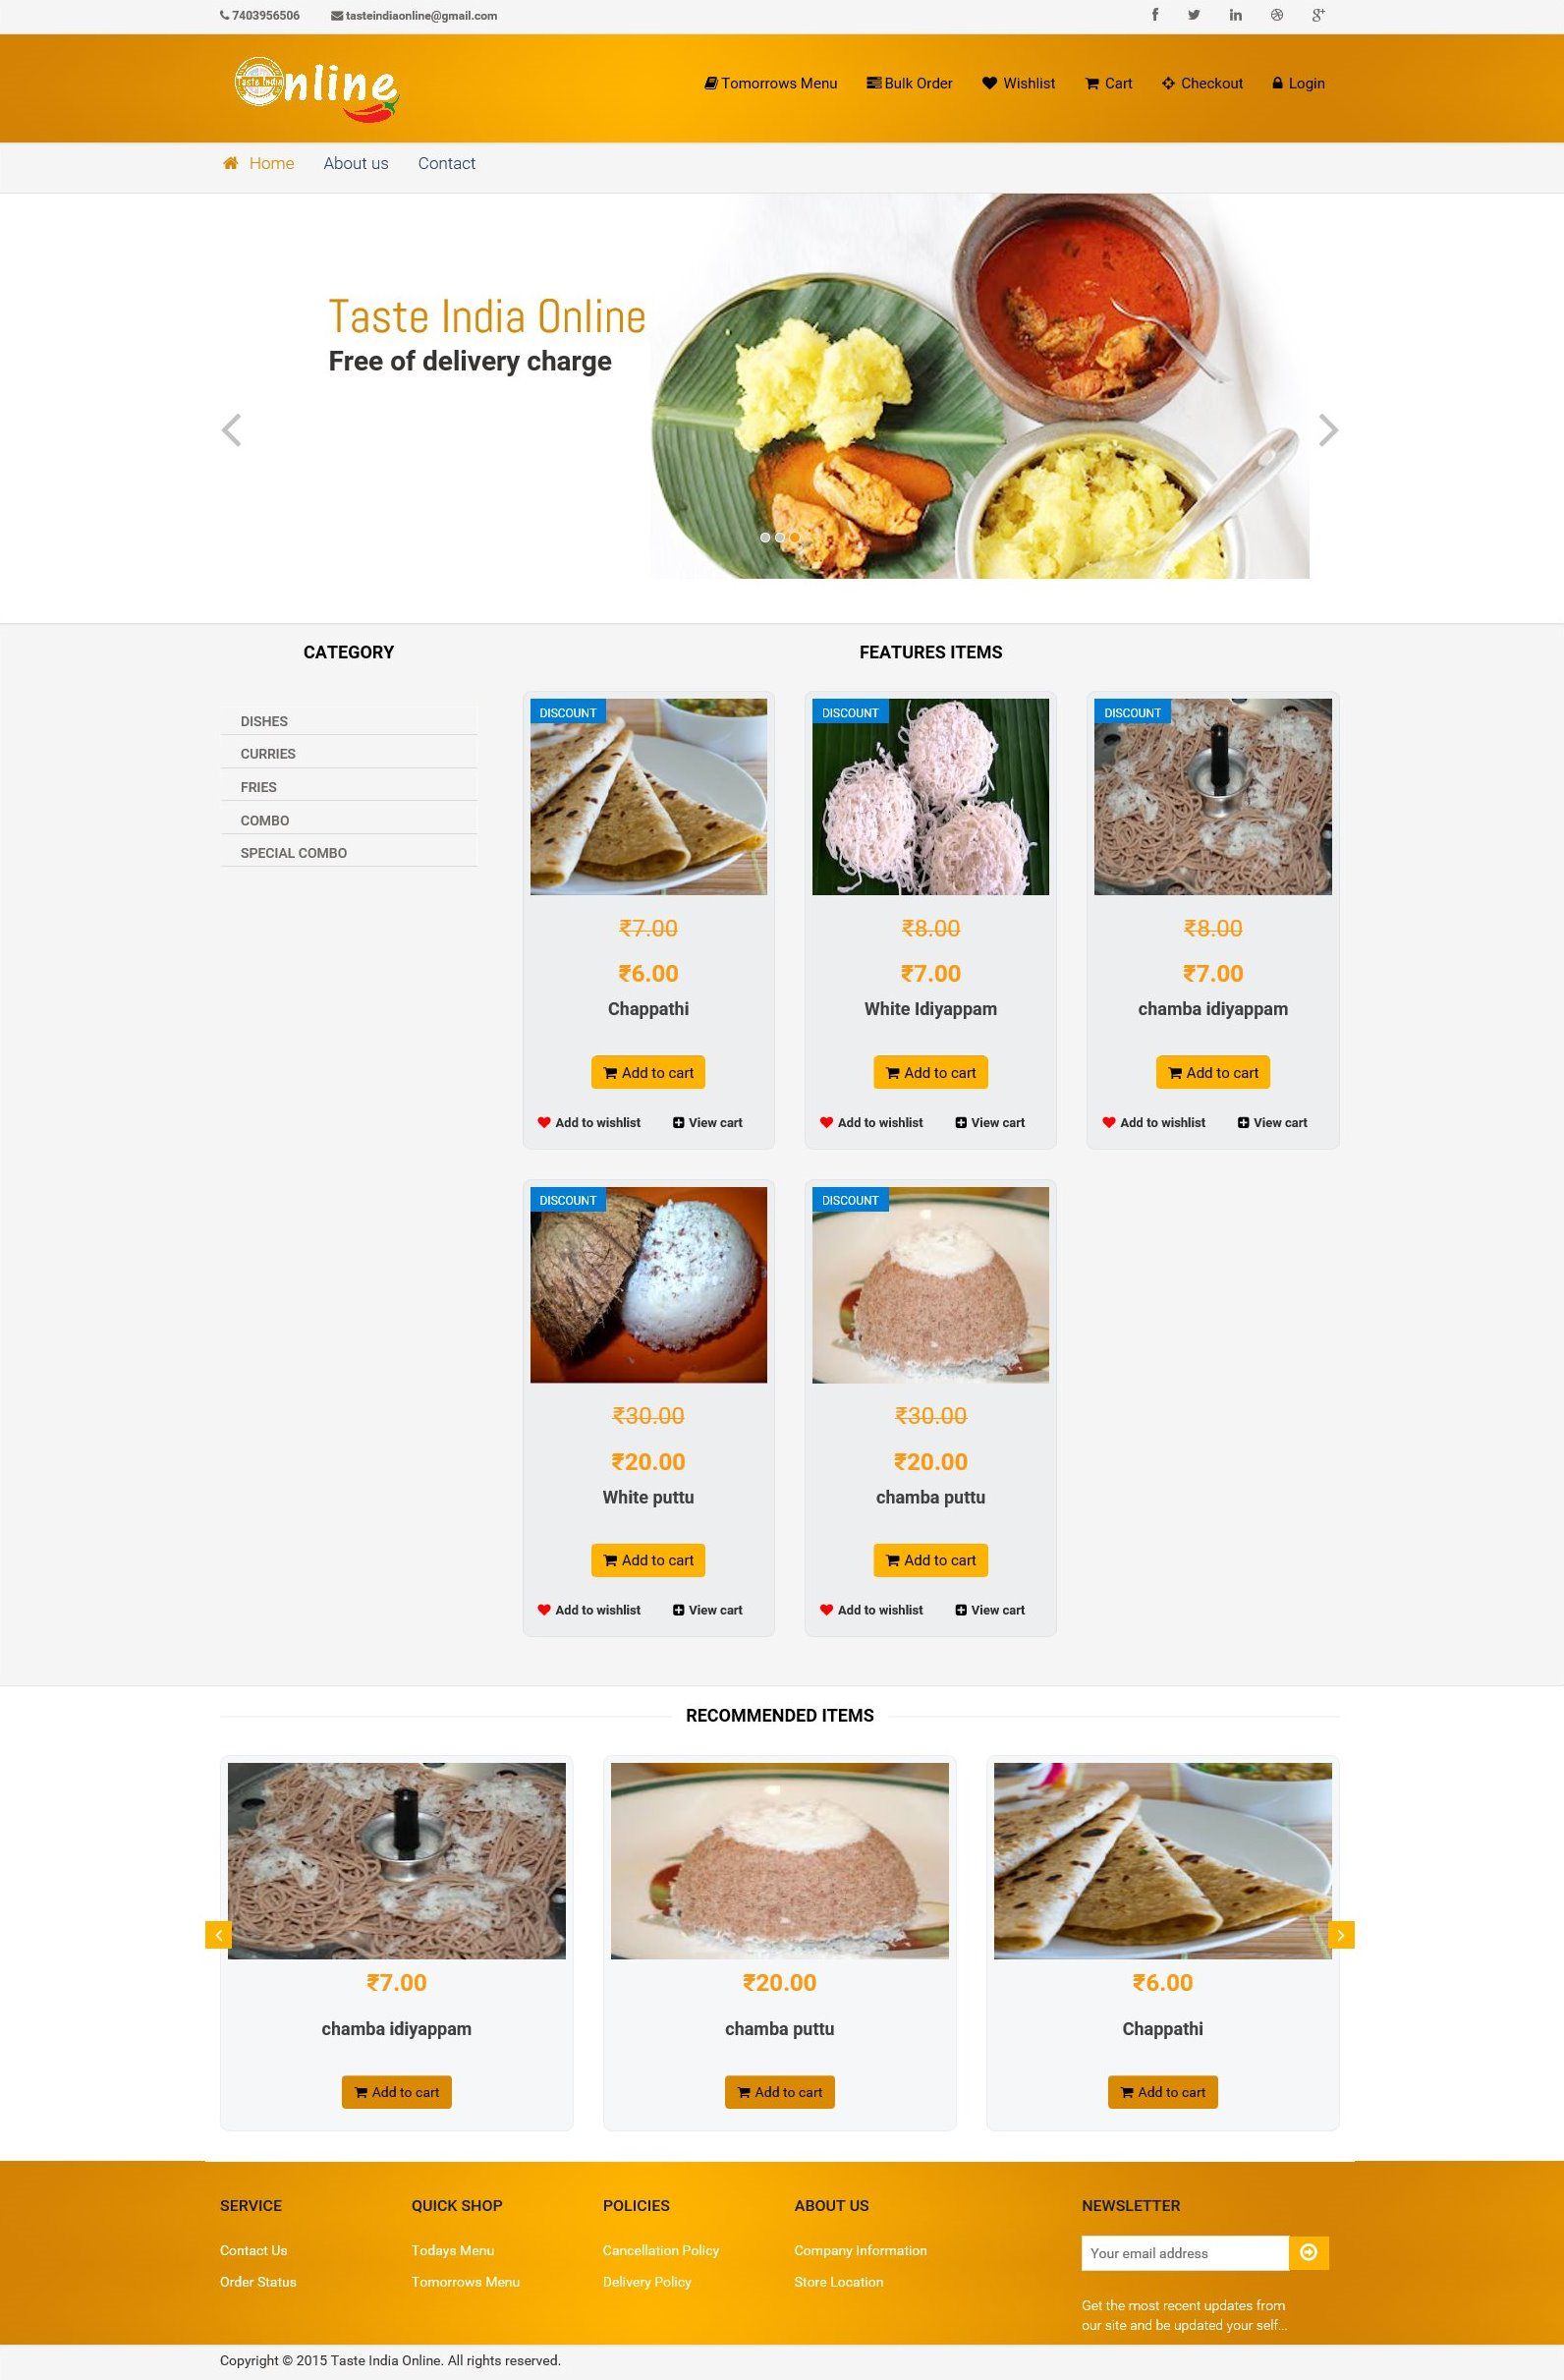 7403956506 tasteindiaonline@gmail.com
Taste India Online
Tomorrows Menu Bulk Order Wishlist Cart Checkout Login
Home About us Contact
Taste India Online
Free of delivery charge
CATEGORY
DISHES
CURRIES
FRIES
COMBO
SPECIAL COMBO
FEATURES ITEMS
DISCOUNT DISCOUNT DISCOUNT
₹7.00 ₹8.00 ₹8.00
₹6.00 ₹7.00 ₹7.00
Chappathi White Idiyappam chamba idiyappam
Add to cart Add to cart Add to cart
Add to wishlist View cart Add to wishlist View cart Add to wishlist View cart
DISCOUNT DISCOUNT
₹30.00 ₹30.00
₹20.00 ₹20.00
White puttu chamba puttu
Add to cart Add to cart
Add to wishlist View cart Add to wishlist View cart
RECOMMENDED ITEMS
₹7.00 ₹20.00 ₹6.00
chamba idiyappam chamba puttu Chappathi
Add to cart Add to cart Add to cart
SERVICE
Contact Us
Order Status
QUICK SHOP
Todays Menu
Tomorrows Menu
POLICIES
Cancellation Policy
Delivery Policy
ABOUT US
Company Information
Store Location
NEWSLETTER
Your email address
Get the most recent updates from
our site and be updated your self...
Copyright © 2015 Taste India Online. All rights reserved.